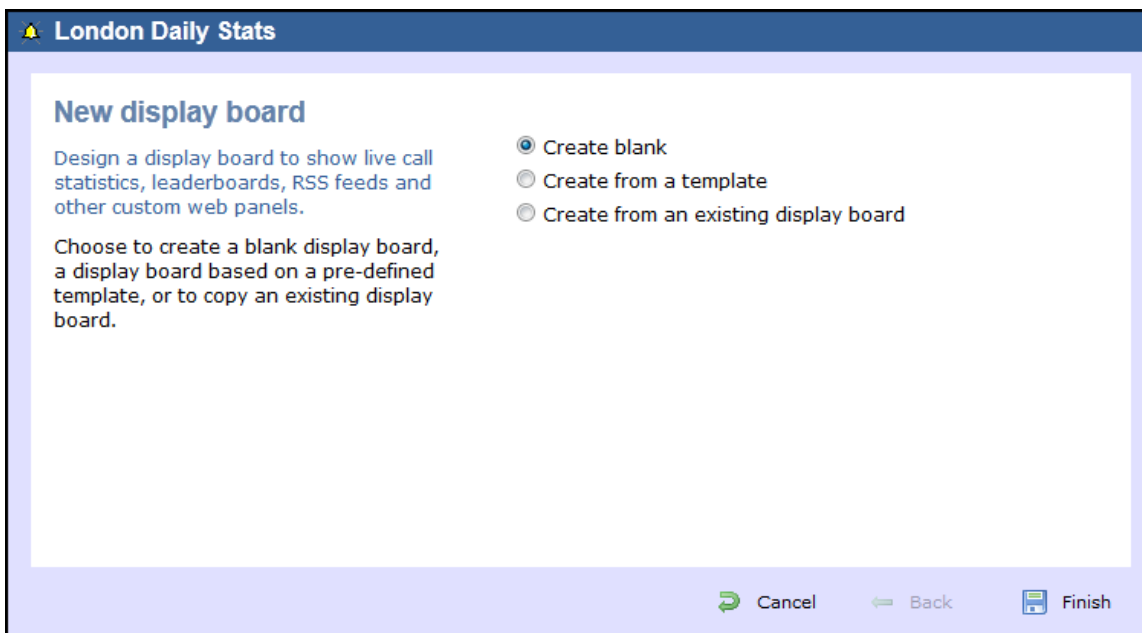 London Daily Stats
New display board
Design a display board to show live call
statistics, leaderboards, RSS feeds and
other custom web panels.
Choose to create a blank display board,
a display board based on a pre-defined
template, or to copy an existing display
board.
Create blank
Create from a template
Create from an existing display board
Cancel
Back
Finish